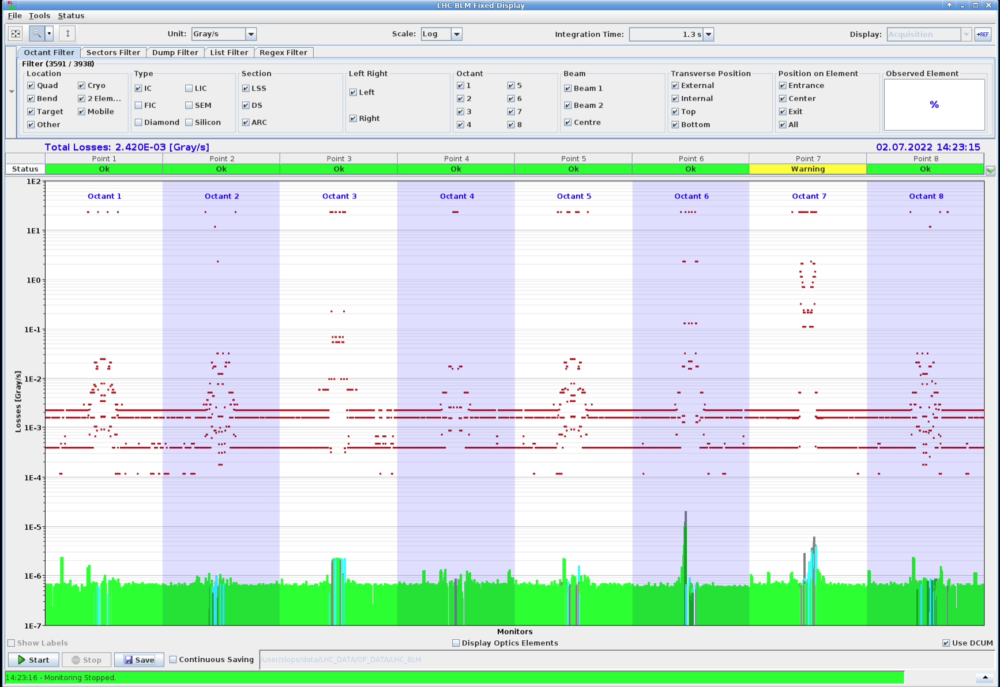 BL
LHC BLM Fixed Display
File Tools Status
Unit: Gray/s Scale: Log Integration Time: 1.3 s Display: Acquisition →REF
Octant Filter Sectors Filter Dump Filter List Filter Regex Filter
Filter (3591 / 3938)
Location Type Section Left Right Octant Beam Transverse Position Position on Element Observed Element
Quad Cryo IC LIC LSS Left 1 5 Beam 1 External Entrance
Bend 2 Elem... FIC SEM DS 2 6 Beam 2 Internal Center %
Target Mobile Diamond Silicon ARC Right 3 7 Centre Top Exit
Other 4 8 Bottom All
Total Losses: 2.420E-03 [Gray/s] 02.07.2022 14:23:15
Point 1 Point 2 Point 3 Point 4 Point 5 Point 6 Point 7 Point 8
Status Ok Ok Ok Ok Ok Ok Warning Ok
Octant 1 Octant 2 Octant 3 Octant 4 Octant 5 Octant 6 Octant 7 Octant 8
1E2
1E1
1E0
1E-1
1E-2
1E-3
1E-4
1E-5
1E-6
1E-7
Losses [Gray/s]
Monitors
Show Labels Display Optics Elements Use DCUM
Start Stop Save Continuous Saving /user/slops/data/LHC_DATA/OP_DATA/LHC_BLM
14:23:16 - Monitoring Stopped.